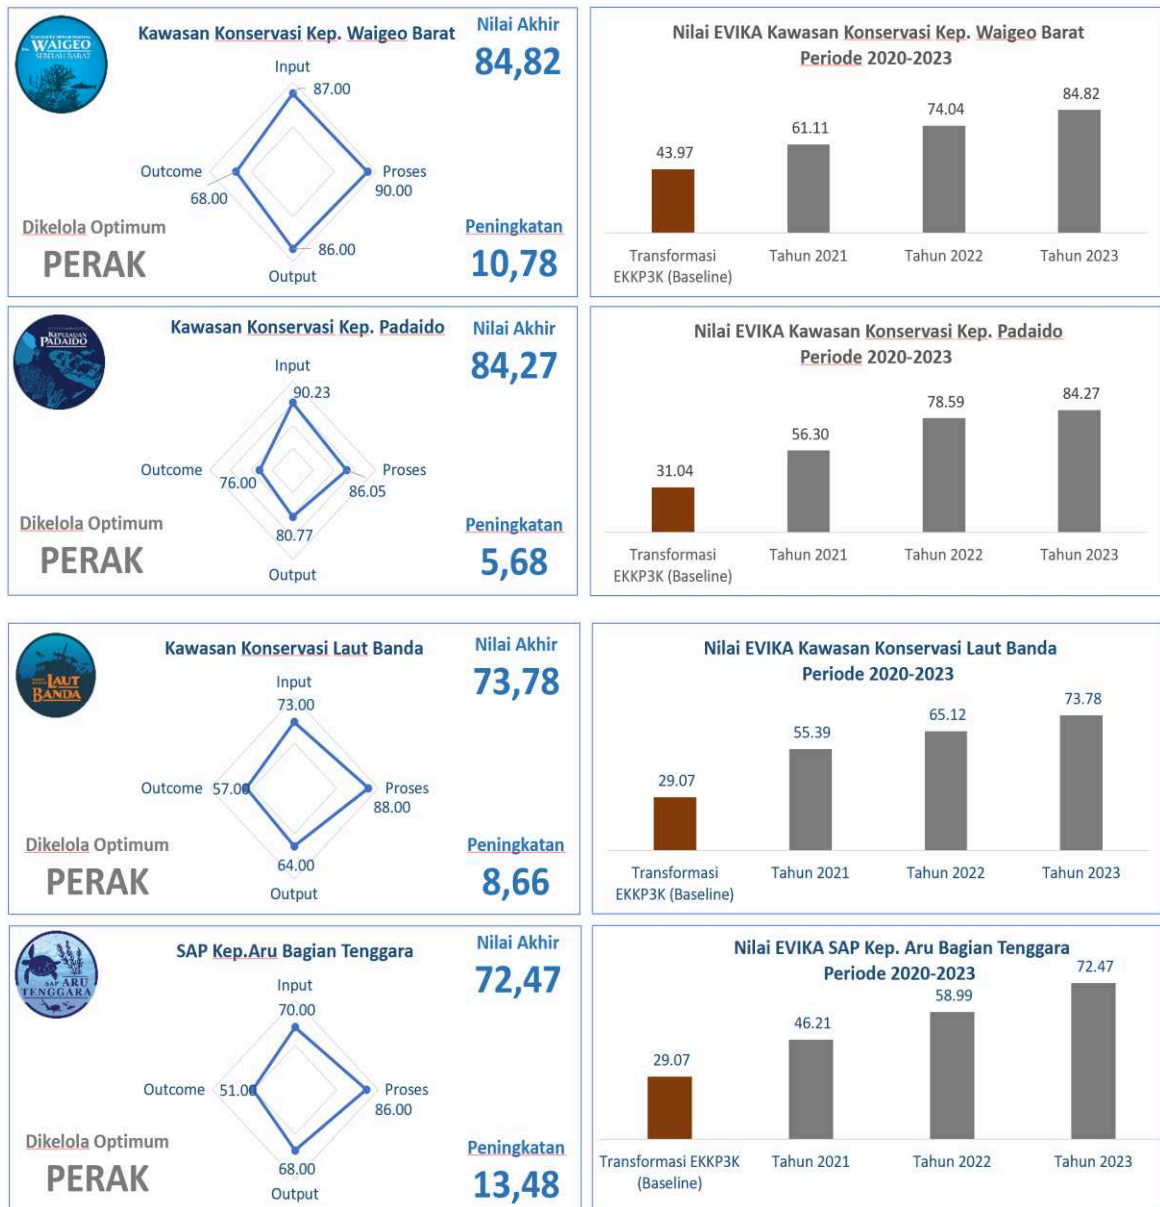 WAIGEO
SEBELAH BARAT
Kawasan Konservasi Kep. Waigeo Barat
Nilai Akhir
84,82
Input
87.00
Outcome
68.00
Proses
90.00
86.00
Output
Dikelola Optimum
PERAK
Peningkatan
10,78
Nilai EVIKA Kawasan Konservasi Kep. Waigeo Barat
Periode 2020-2023
43.97
61.11
74.04
84.82
Transformasi
EKKP3K (Baseline)
Tahun 2021
Tahun 2022
Tahun 2023
KEPULAUAN
PADAIDO
Kawasan Konservasi Kep. Padaido
Nilai Akhir
84,27
Input
90.23
Outcome
76.00
Proses
86.05
80.77
Output
Dikelola Optimum
PERAK
Peningkatan
5,68
Nilai EVIKA Kawasan Konservasi Kep. Padaido
Periode 2020-2023
31.04
56.30
78.59
84.27
Transformasi
EKKP3K (Baseline)
Tahun 2021
Tahun 2022
Tahun 2023
LAUT
BANDA
Kawasan Konservasi Laut Banda
Nilai Akhir
73,78
Input
73.00
Outcome 57.00
Proses
88.00
64.00
Output
Dikelola Optimum
PERAK
Peningkatan
8,66
Nilai EVIKA Kawasan Konservasi Laut Banda
Periode 2020-2023
29.07
55.39
65.12
73.78
Transformasi
EKKP3K (Baseline)
Tahun 2021
Tahun 2022
Tahun 2023
SAP ARU
TENGGARA
SAP Kep.Aru Bagian Tenggara
Nilai Akhir
72,47
Input
70.00
Outcome 51.00
Proses
86.00
68.00
Output
Dikelola Optimum
PERAK
Peningkatan
13,48
Nilai EVIKA SAP Kep. Aru Bagian Tenggara
Periode 2020-2023
29.07
46.21
58.99
72.47
Transformasi EKKP3K
(Baseline)
Tahun 2021
Tahun 2022
Tahun 2023